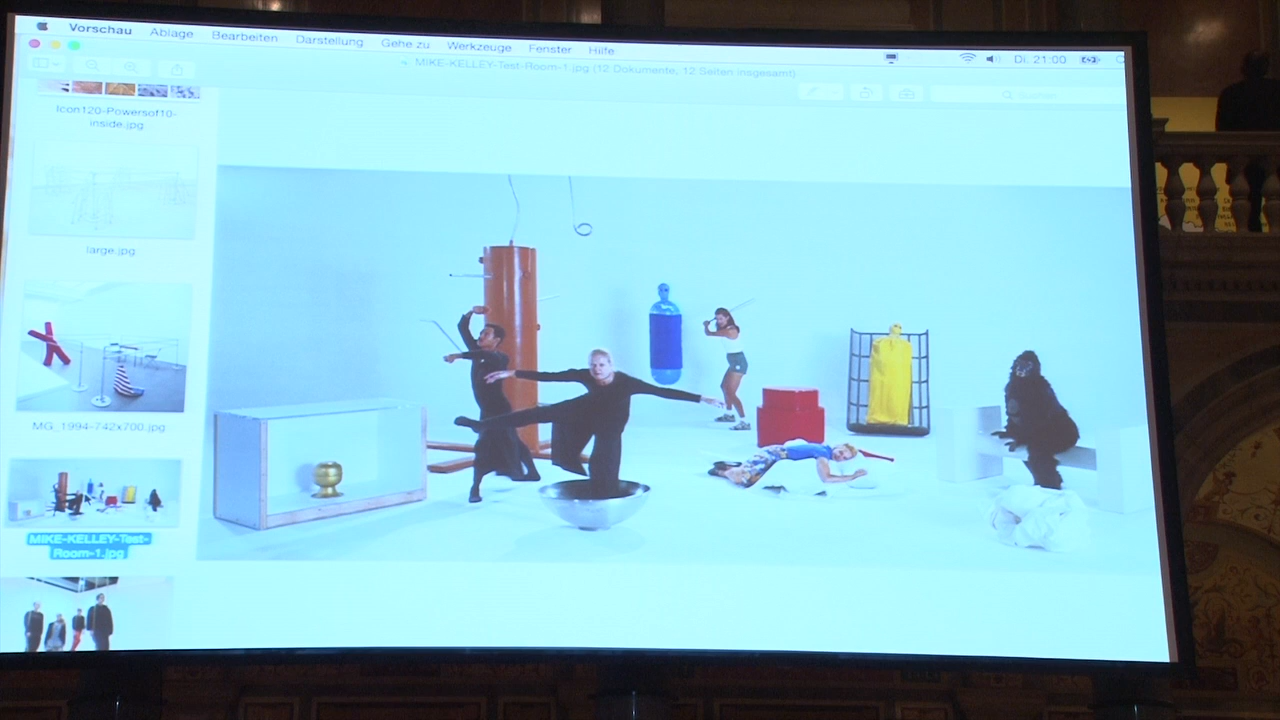 Vorschau Ablage Bearbeiten Darstellung Gehe zu Werkzeuge Fenster Hilfe
Di. 21:00
MIKE-KELLEY-Test-Room-1.jpg (12 Dokumente, 12 Seiten insgesamt)
Icon120-Powersof10-
inside.jpg
large.jpg
MG_1994-742x700.jpg
MIKE-KELLEY-Test-
Room-1.jpg